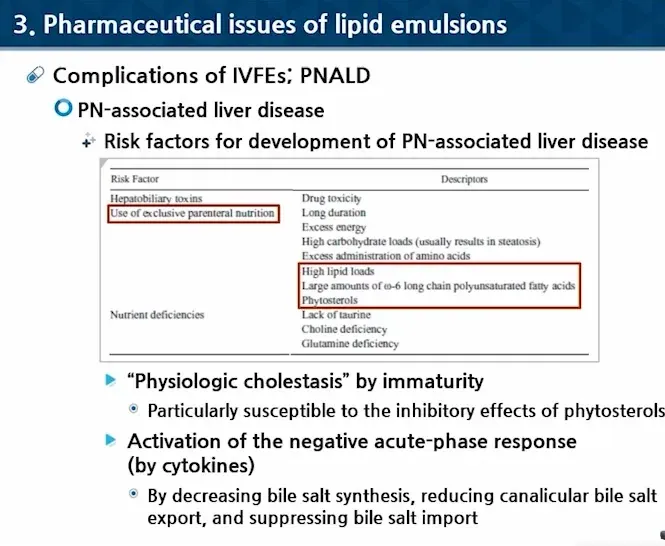 3. Pharmaceutical issues of lipid emulsions
Complications of IVFEs; PNALD
PN-associated liver disease
Risk factors for development of PN-associated liver disease
Risk Factor Descriptors
Hepatobiliary toxins Drug toxicity
Use of exclusive parenteral nutrition Long duration
Excess energy
High carbohydrate loads (usually results in steatosis)
Excess administration of amino acids
High lipid loads
Large amounts of ω-6 long chain polyunsaturated fatty acids
Phytosterols
Nutrient deficiencies Lack of taurine
Choline deficiency
Glutamine deficiency
“Physiologic cholestasis” by immaturity
Particularly susceptible to the inhibitory effects of phytosterols
Activation of the negative acute-phase response
(by cytokines)
By decreasing bile salt synthesis, reducing canalicular bile salt
export, and suppressing bile salt import